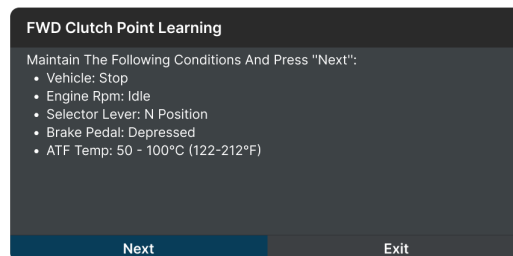 FWD Clutch Point Learning
Maintain The Following Conditions And Press "Next":
• Vehicle: Stop
• Engine Rpm: Idle
• Selector Lever: N Position
• Brake Pedal: Depressed
• ATF Temp: 50 - 100°C (122-212°F)
Next
Exit